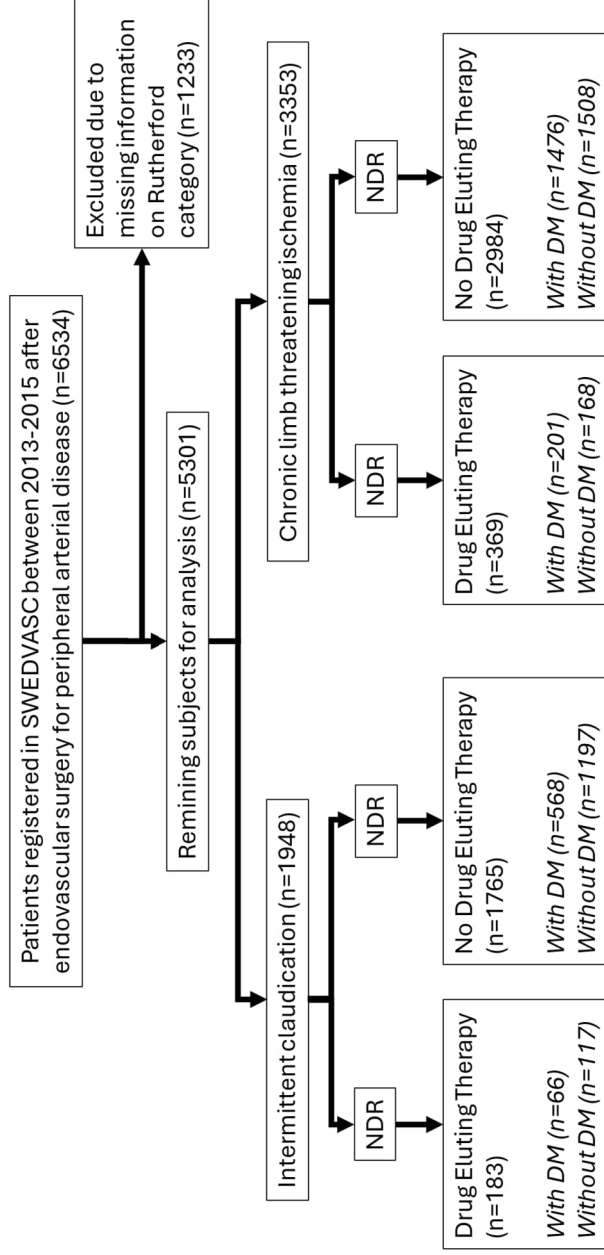 Patients registered in SWEDVASC between 2013-2015 after
endovascular surgery for peripheral arterial disease (n=6534)
Excluded due to
missing information
on Rutherford
category (n=1233)
Remining subjects for analysis (n=5301)
Intermittent claudication (n=1948)
Chronic limb threatening ischemia (n=3353)
NDR
NDR
NDR
NDR
Drug Eluting Therapy
(n=183)
With DM (n=66)
Without DM (n=117)
No Drug Eluting Therapy
(n=1765)
With DM (n=568)
Without DM (n=1197)
Drug Eluting Therapy
(n=369)
With DM (n=201)
Without DM (n=168)
No Drug Eluting Therapy
(n=2984)
With DM (n=1476)
Without DM (n=1508)